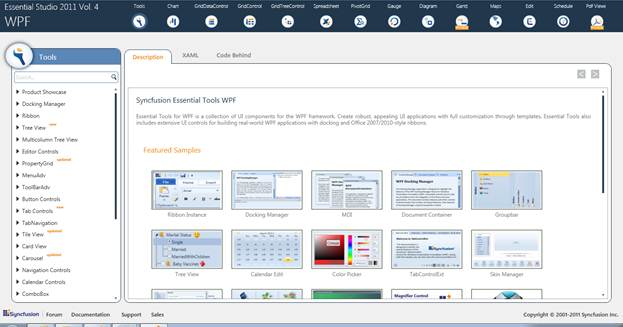 Essential Studio 2011 Vol. 4
WPF
Tools
Chart
GridDataControl
GridControl
GridTreeControl
Spreadsheet
PivotGrid
Gauge
Diagram
Gantt
Maps
Edit
Schedule
Pdf Viewer
Tools
Search...
Product Showcase
Docking Manager
Ribbon
Tree View new
Multicolumn Tree View
Editor Controls
PropertyGrid updated
MenuAdv
ToolBarAdv
Button Controls
Tab Controls new
TabNavigation
Tile View updated
Card View
Carousel updated
Navigation Controls
Calendar Controls
ComboBox
Description
XAML
Code Behind
Syncfusion Essential Tools WPF
Essential Tools for WPF is a collection of UI components for the WPF framework. Create robust, appealing UI applications with full customization through templates. Essential Tools also
includes extensive UI controls for building real-world WPF applications with docking and Office 2007/2010-style ribbons.
Featured Samples
Ribbon Instance
Docking Manager
MDI
Document Container
Groupbar
Tree View
Calendar Edit
Color Picker
TabControlExt
Skin Manager
Magnifier Control
Syncfusion
Forum
Documentation
Support
Sales
Copyright © 2001-2011 Syncfusion Inc.